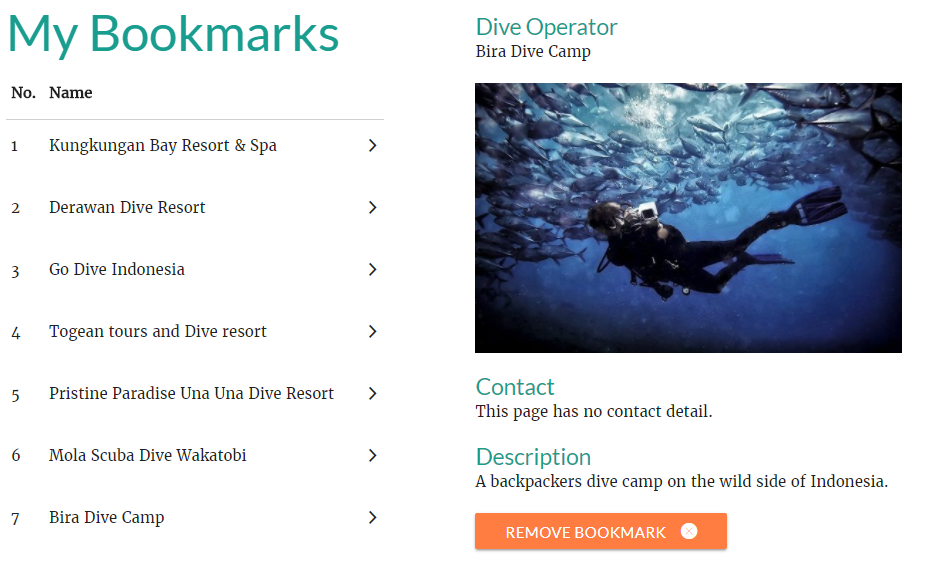 My Bookmarks
No. Name
1 Kungkungan Bay Resort & Spa
2 Derawan Dive Resort
3 Go Dive Indonesia
4 Togean tours and Dive resort
5 Pristine Paradise Una Una Dive Resort
6 Mola Scuba Dive Wakatobi
7 Bira Dive Camp
Dive Operator
Bira Dive Camp
Contact
This page has no contact detail.
Description
A backpackers dive camp on the wild side of Indonesia.
REMOVE BOOKMARK